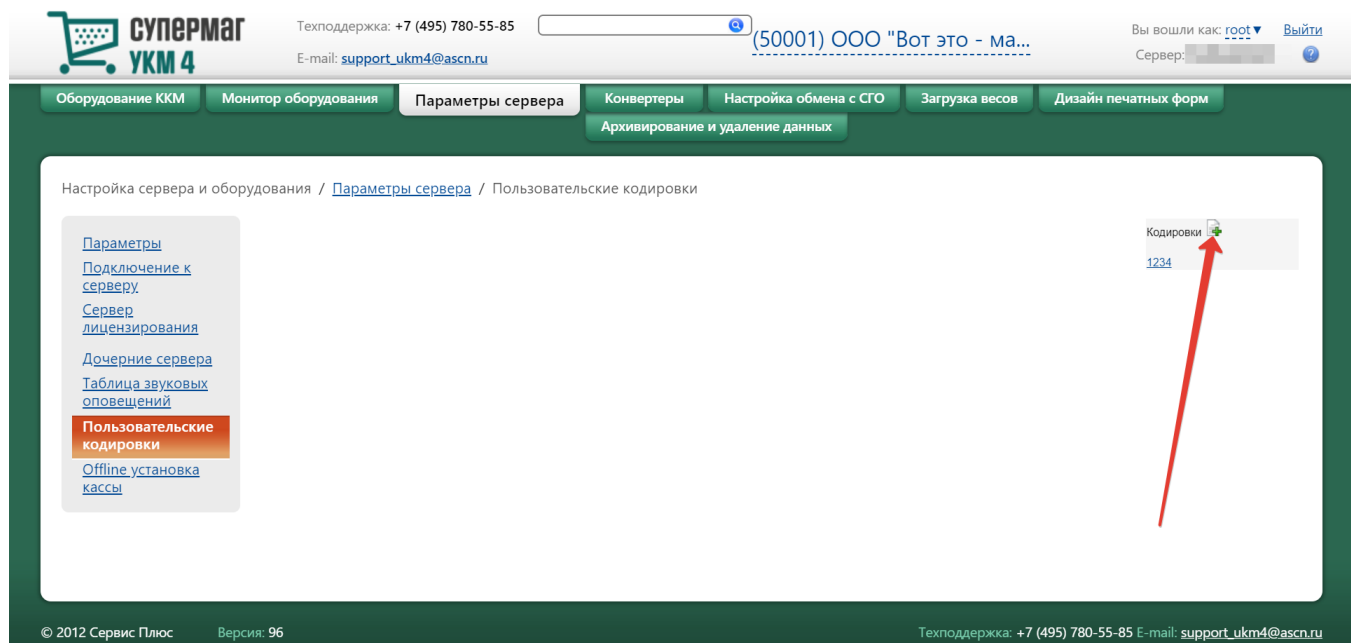 СУПЕРМАГ
УКМ 4
Техподдержка: +7 (495) 780-55-85
E-mail: support_ukm4@ascn.ru
(50001) ООО "Вот это - ма...
Вы вошли как: root▼ Выйти
Сервер:
Оборудование ККМ Монитор оборудования Параметры сервера Конвертеры Настройка обмена с СГО Загрузка весов Дизайн печатных форм
Архивирование и удаление данных
Настройка сервера и оборудования / Параметры сервера / Пользовательские кодировки
Параметры
Подключение к
серверу
Сервер
лицензирования
Дочерние сервера
Таблица звуковых
оповещений
Пользовательские
кодировки
Offline установка
кассы
Кодировки
1234
© 2012 Сервис Плюс Версия: 96 Техподдержка: +7 (495) 780-55-85 E-mail: support_ukm4@ascn.ru